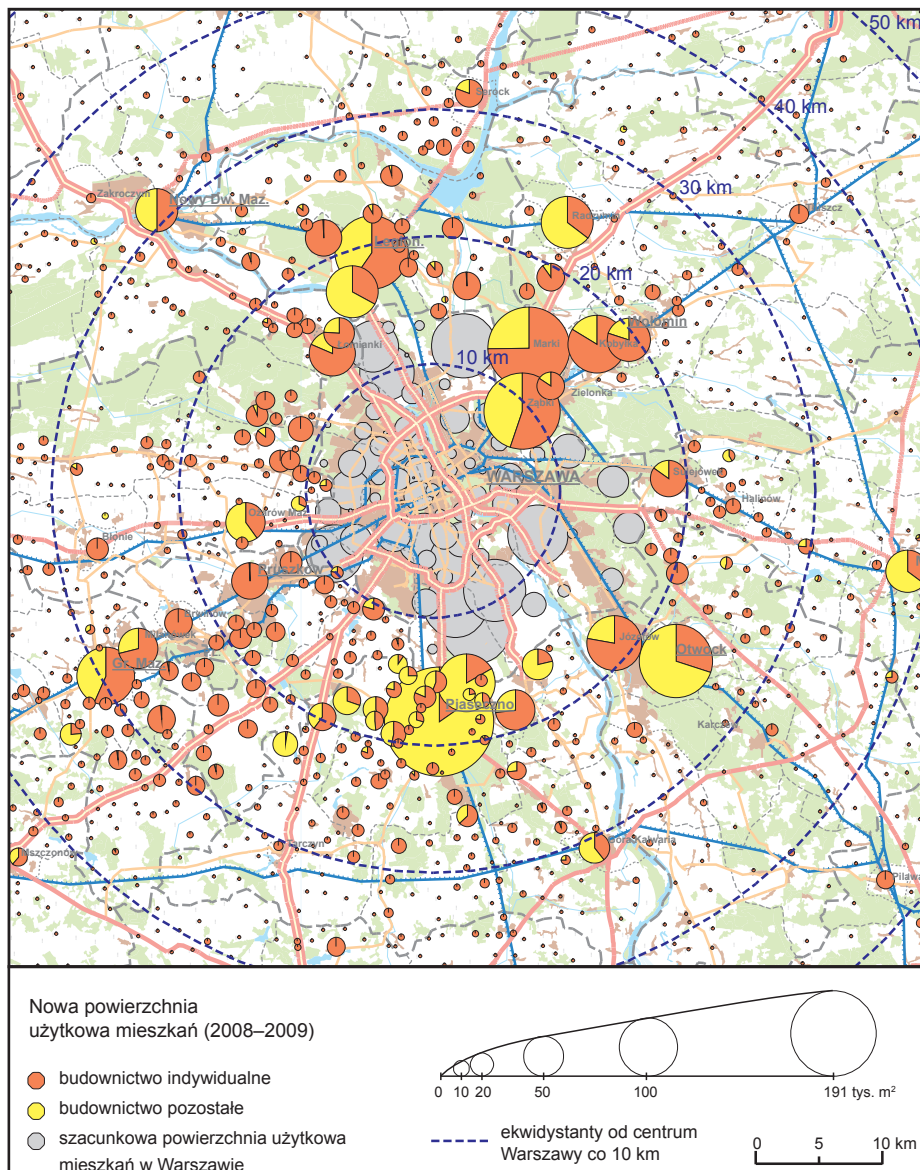 50 km
40 km
Serock
30 km
Zakroczym
Nowy Dw. Maz.
Tłuszcz
Radzymin
Legion.
20 km
Wołomin
Łomianki
Marki
Kobyłka
10 km
Zielonka
Ząbki
WARSZAWA
Sulejówek
Halinów
Ożarów Maz.
Błonie
Pruszków
Brwinów
Milanówek
Gr. Maz.
Józefów
Otwock
Piaseczno
Karczew
Mszczonów
Tarczyn
Góra Kalwaria
Pilawa
Nowa powierzchnia
użytkowa mieszkań (2008–2009)
budownictwo indywidualne
budownictwo pozostałe
szacunkowa powierzchnia użytkowa
mieszkań w Warszawie
0 10 20 50 100 191 tys. m²
ekwidystanty od centrum
Warszawy co 10 km
0 5 10 km